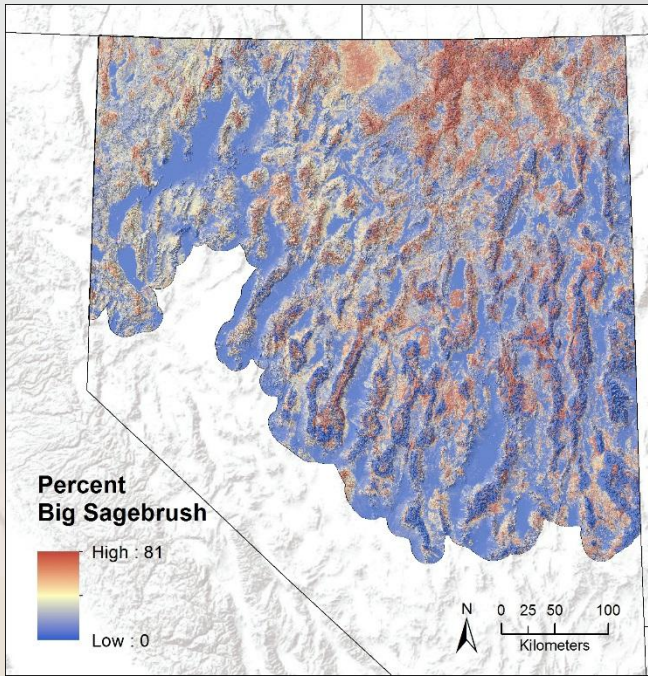 Percent
Big Sagebrush
High : 81
Low : 0
N
0 25 50 100
Kilometers